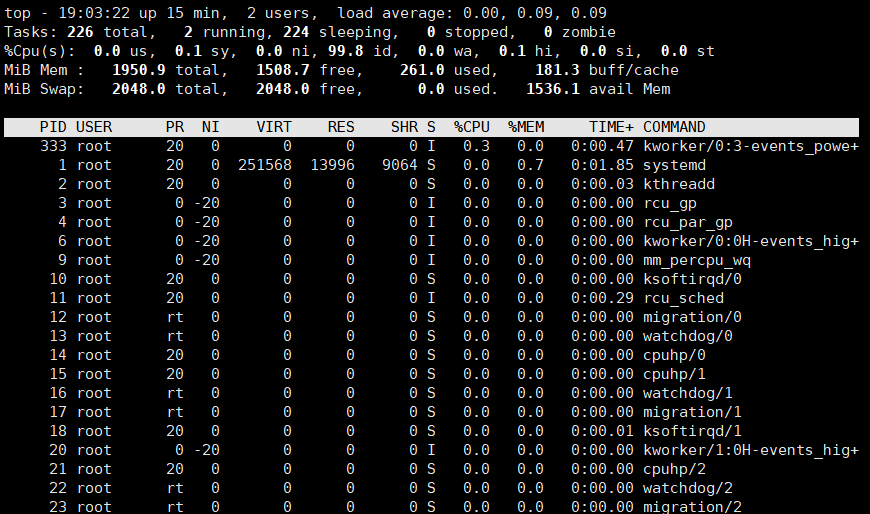 top - 19:03:22 up 15 min,  2 users,  load average: 0.00, 0.09, 0.09
Tasks: 226 total,   2 running, 224 sleeping,   0 stopped,   0 zombie
%Cpu(s):  0.0 us,  0.1 sy,  0.0 ni, 99.8 id,  0.0 wa,  0.1 hi,  0.0 si,  0.0 st
MiB Mem :   1950.9 total,   1508.7 free,    261.0 used,    181.3 buff/cache
MiB Swap:   2048.0 total,   2048.0 free,      0.0 used.   1536.1 avail Mem
PID USER      PR  NI    VIRT    RES    SHR S  %CPU  %MEM     TIME+ COMMAND
333 root      20   0       0      0      0 I   0.3   0.0   0:00.47 kworker/0:3-events_powe+
1 root      20   0  251568  13996   9064 S   0.0   0.7   0:01.85 systemd
2 root      20   0       0      0      0 S   0.0   0.0   0:00.03 kthreadd
3 root       0 -20       0      0      0 I   0.0   0.0   0:00.00 rcu_gp
4 root       0 -20       0      0      0 I   0.0   0.0   0:00.00 rcu_par_gp
6 root       0 -20       0      0      0 I   0.0   0.0   0:00.00 kworker/0:0H-events_hig+
9 root       0 -20       0      0      0 I   0.0   0.0   0:00.00 mm_percpu_wq
10 root      20   0       0      0      0 S   0.0   0.0   0:00.00 ksoftirqd/0
11 root      20   0       0      0      0 I   0.0   0.0   0:00.29 rcu_sched
12 root      rt   0       0      0      0 S   0.0   0.0   0:00.00 migration/0
13 root      rt   0       0      0      0 S   0.0   0.0   0:00.00 watchdog/0
14 root      20   0       0      0      0 S   0.0   0.0   0:00.00 cpuhp/0
15 root      20   0       0      0      0 S   0.0   0.0   0:00.00 cpuhp/1
16 root      rt   0       0      0      0 S   0.0   0.0   0:00.00 watchdog/1
17 root      rt   0       0      0      0 S   0.0   0.0   0:00.00 migration/1
18 root      20   0       0      0      0 S   0.0   0.0   0:00.01 ksoftirqd/1
20 root       0 -20       0      0      0 I   0.0   0.0   0:00.00 kworker/1:0H-events_hig+
21 root      20   0       0      0      0 S   0.0   0.0   0:00.00 cpuhp/2
22 root      rt   0       0      0      0 S   0.0   0.0   0:00.00 watchdog/2
23 root      rt   0       0      0      0 S   0.0   0.0   0:00.00 migration/2